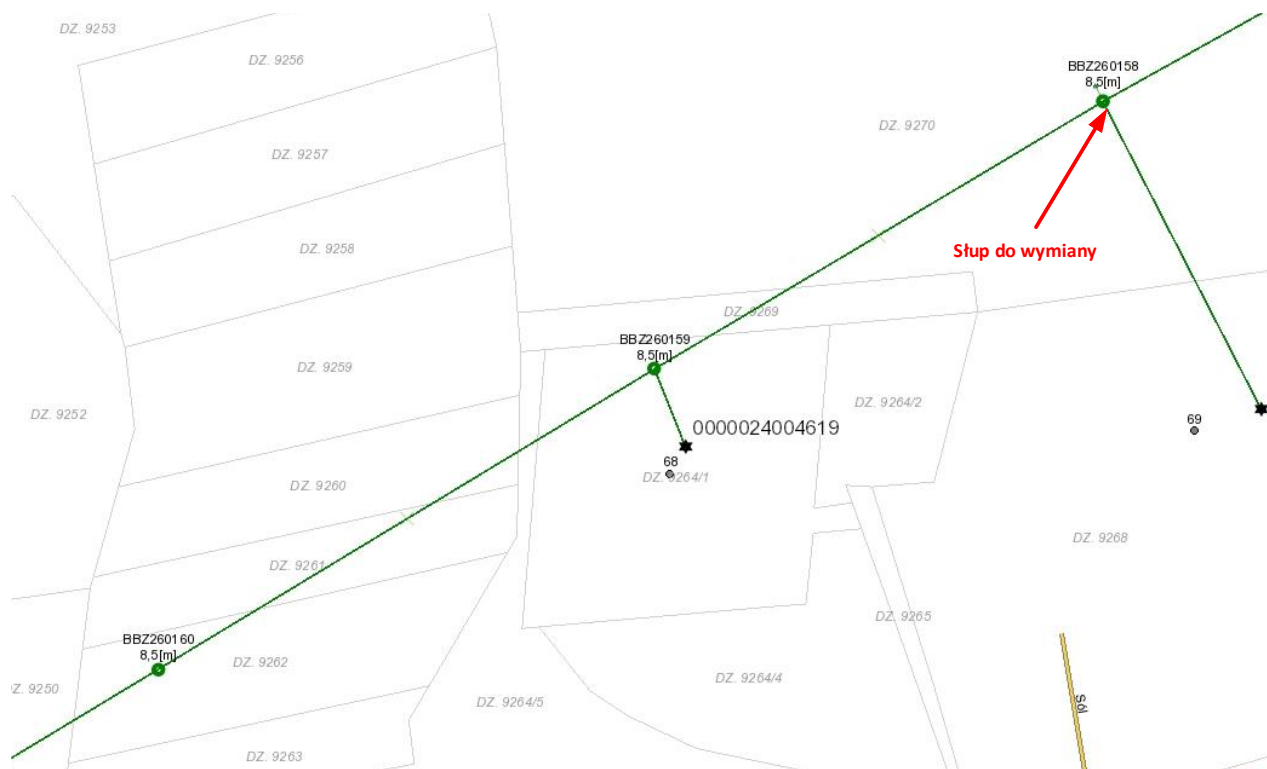 DZ. 9253
DZ. 9256
BBZ260158
8,5[m]
DZ. 9270
DZ. 9257
DZ. 9258
Słup do wymiany
DZ. 9269
BBZ260159
8,5[m]
DZ. 9259
DZ. 9252
DZ. 9264/2
0000024004619
69
68
DZ. 9264/1
DZ. 9260
DZ. 9268
DZ. 9261
DZ. 9265
BBZ260160
8,5[m]
DZ. 9262
DZ. 9264/4
DZ. 9250
DZ. 9264/5
Sól
DZ. 9263